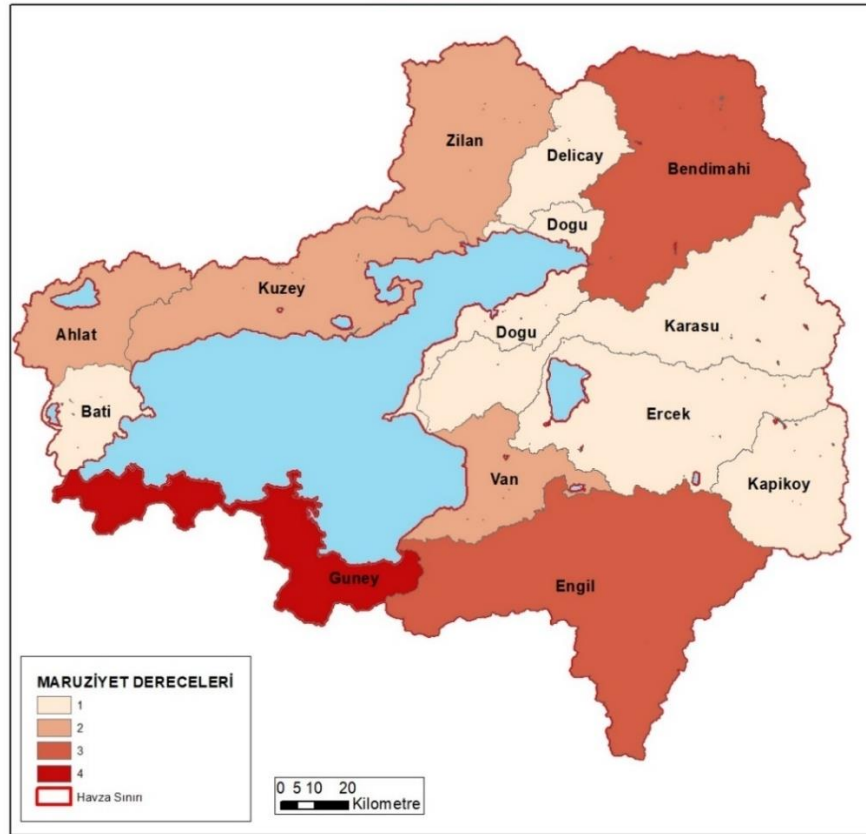 Zilan
Delicay
Bendimahi
Dogu
Kuzey
Ahlat
Dogu
Karasu
Bati
Ercek
Van
Kapikoy
Guney
Engil
MARUZİYET DERECELERİ
1
2
3
4
Havza Sınırı
0 5 10 20
Kilometre